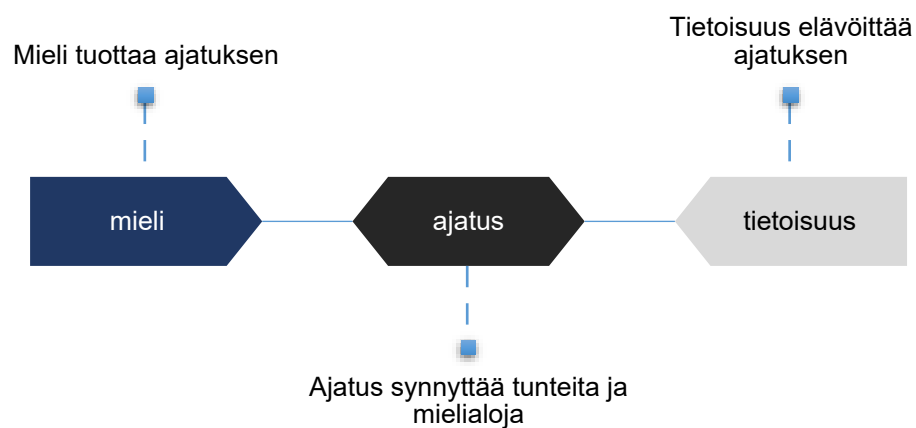 Mieli tuottaa ajatuksen
Tietoisuus elävöittää
ajatuksen
mieli
ajatus
tietoisuus
Ajatus synnyttää tunteita ja
mielialoja